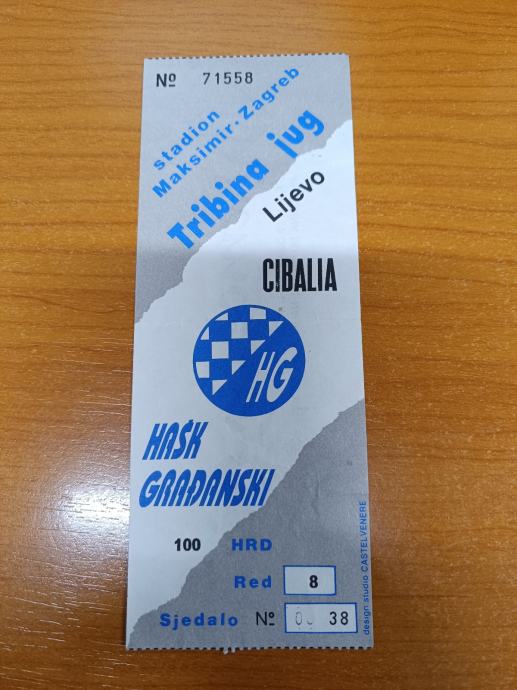 Nº 71558
stadion
Maksimir - Zagreb
Tribina jug
Lijevo
CIBALIA
HG
HAŠK
GRAĐANSKI
100 HRD
Red 8
Sjedalo Nº 38
design studio CASTELVENERE